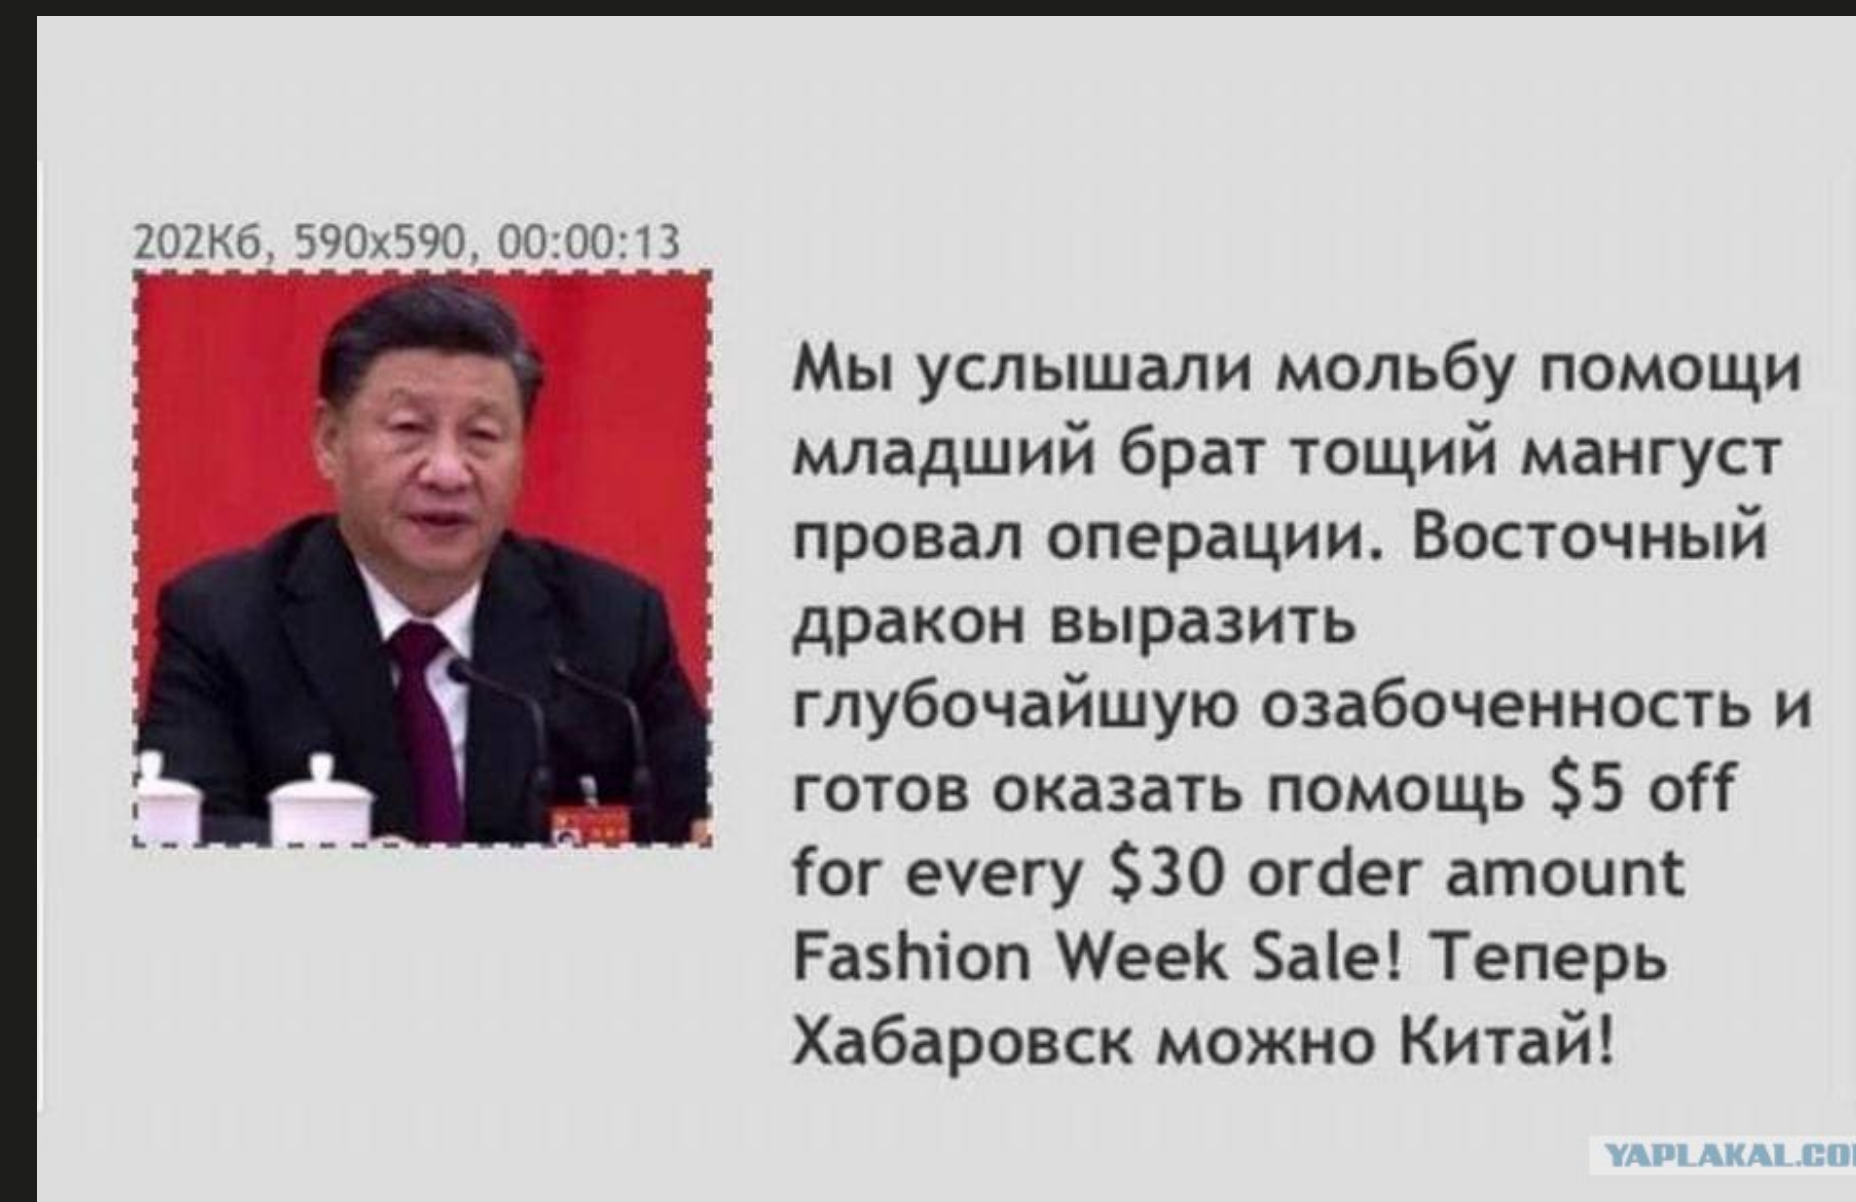 202Кб, 590x590, 00:00:13
Мы услышали мольбу помощи
младший брат тощий мангуст
провал операции. Восточный
дракон выразить
глубочайшую озабоченность и
готов оказать помощь $5 off
for every $30 order amount
Fashion Week Sale! Теперь
Хабаровск можно Китай!
YAPLAKAL.CO